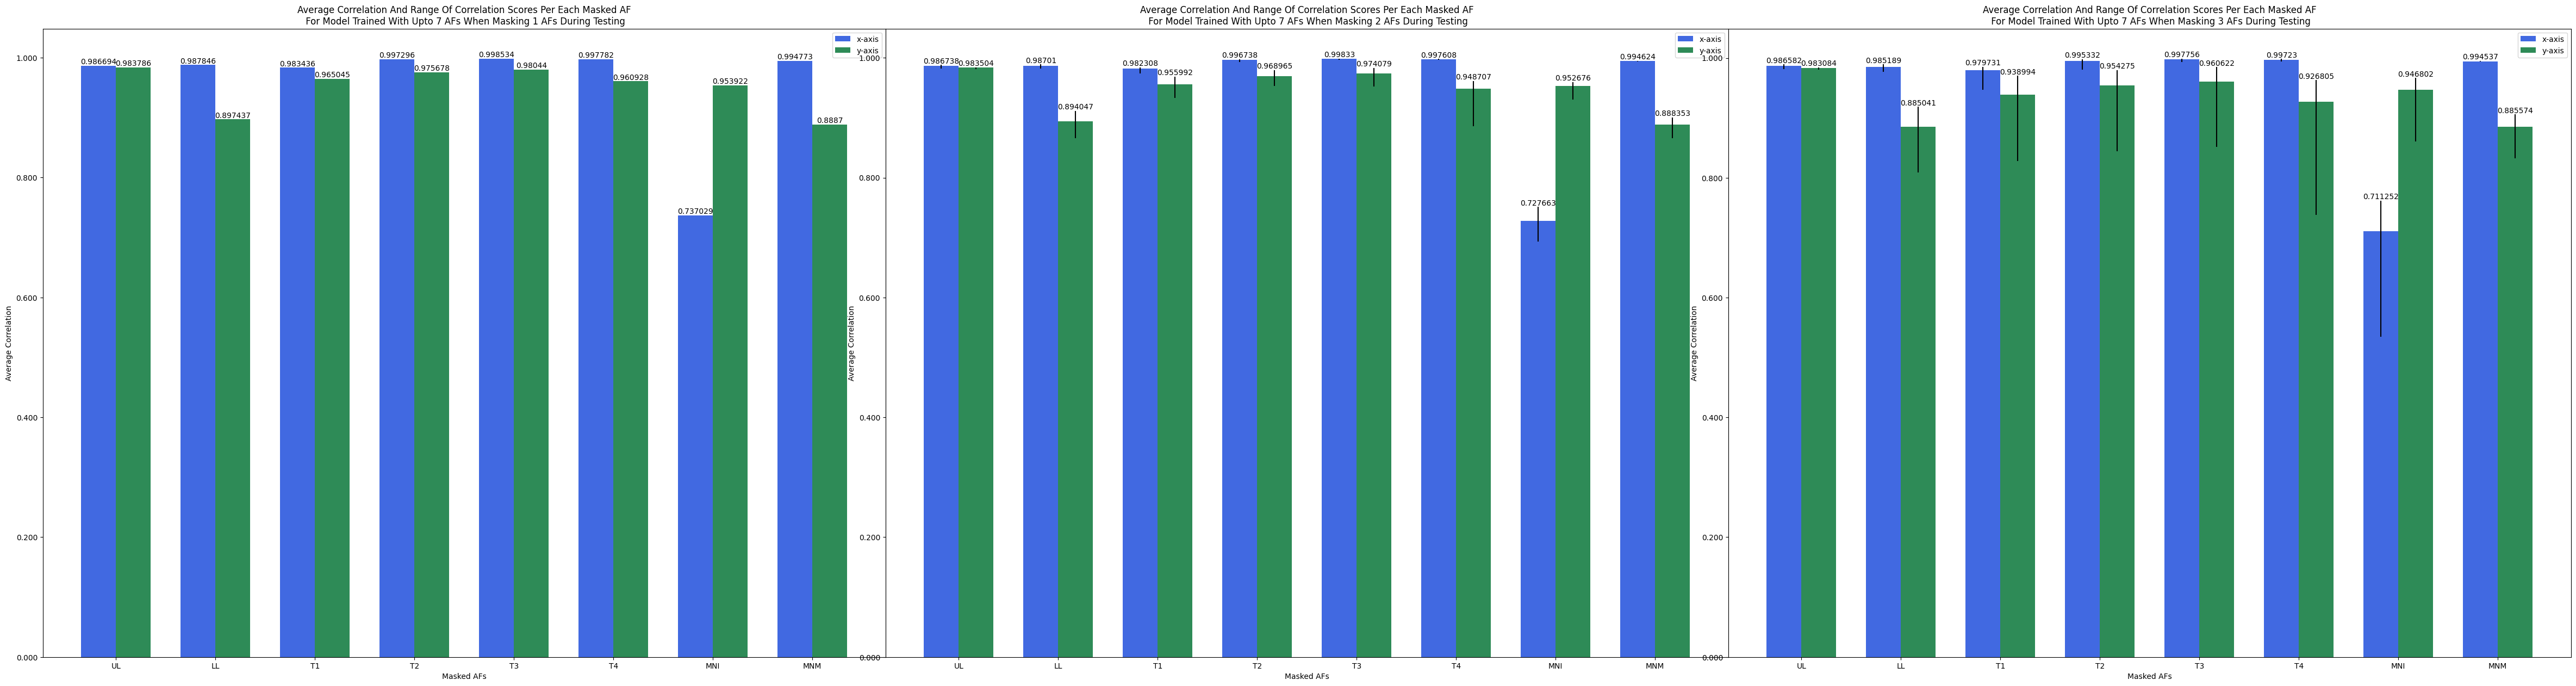 Average Correlation And Range Of Correlation Scores Per Each Masked AF
For Model Trained With Upto 7 AFs When Masking 1 AFs During Testing
x-axis
y-axis
1.000
0.800
0.600
0.400
0.200
0.000
Average Correlation
0.986694
0.983786
0.987846
0.897437
0.983436
0.965045
0.997296
0.975678
0.998534
0.98044
0.997782
0.960928
0.737029
0.953922
0.994773
0.8887
UL
LL
T1
T2
T3
T4
MNI
MNM
Masked AFs
Average Correlation And Range Of Correlation Scores Per Each Masked AF
For Model Trained With Upto 7 AFs When Masking 2 AFs During Testing
x-axis
y-axis
1.000
0.800
0.600
0.400
0.200
0.000
Average Correlation
0.986738
0.983504
0.98701
0.894047
0.982308
0.955992
0.996738
0.968965
0.99833
0.974079
0.997608
0.948707
0.727663
0.952676
0.994624
0.888353
UL
LL
T1
T2
T3
T4
MNI
MNM
Masked AFs
Average Correlation And Range Of Correlation Scores Per Each Masked AF
For Model Trained With Upto 7 AFs When Masking 3 AFs During Testing
x-axis
y-axis
1.000
0.800
0.600
0.400
0.200
0.000
Average Correlation
0.986582
0.983084
0.985189
0.885041
0.979731
0.938994
0.995332
0.954275
0.997756
0.960622
0.99723
0.926805
0.711252
0.946802
0.994537
0.885574
UL
LL
T1
T2
T3
T4
MNI
MNM
Masked AFs